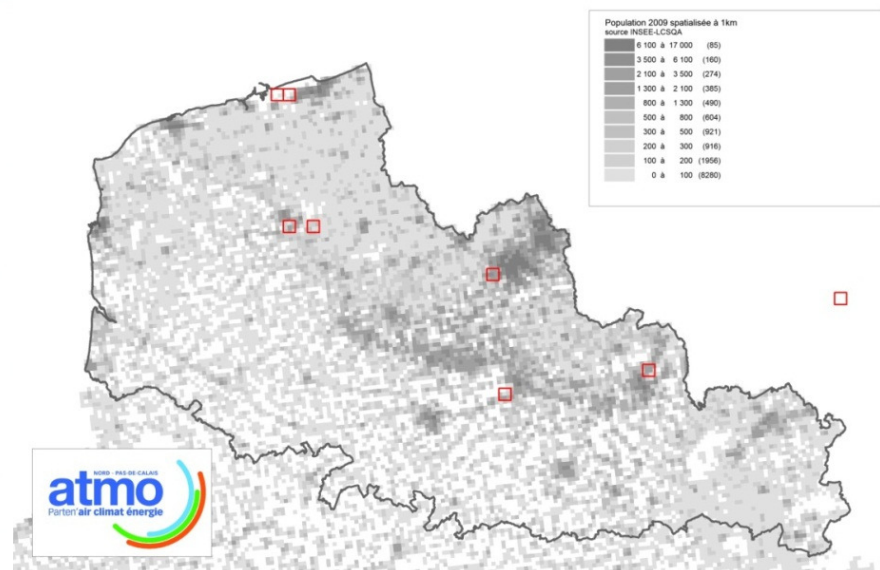 Population 2009 spatialisée à 1km
source INSEE-LCSQA
6 100 à 17 000 (85)
3 500 à 6 100 (160)
2 100 à 3 500 (274)
1 300 à 2 100 (385)
800 à 1 300 (490)
500 à 800 (604)
300 à 500 (921)
200 à 300 (916)
100 à 200 (1956)
0 à 100 (8280)
NORD - PAS-DE-CALAIS
atmo
Parten'air climat énergie